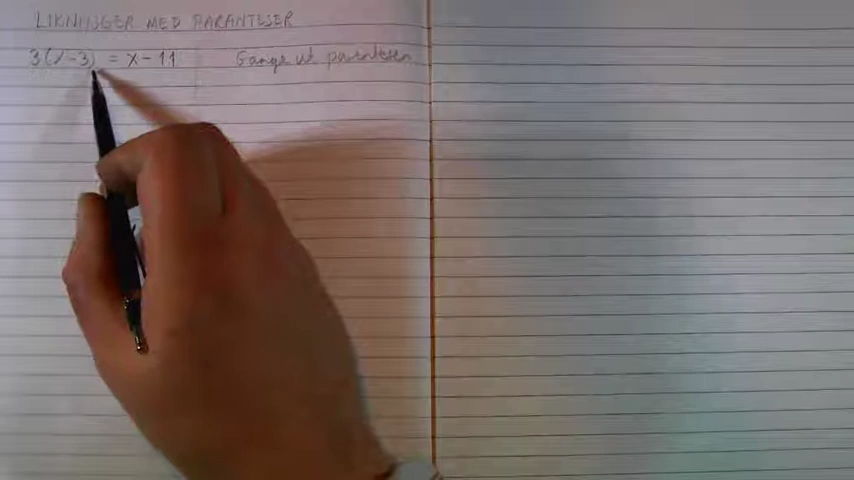 LIKNINGER MED PARANTESER
3(x-3) = x-11 Gange ut parantesen